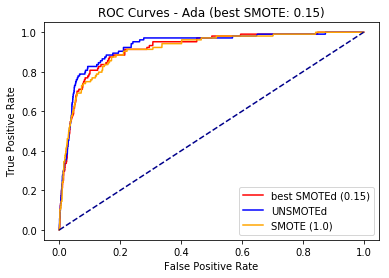 ROC Curves - Ada (best SMOTE: 0.15)
True Positive Rate
1.0
0.8
0.6
0.4
0.2
0.0
best SMOTEd (0.15)
UNSMOTEd
SMOTE (1.0)
0.0 0.2 0.4 0.6 0.8 1.0
False Positive Rate